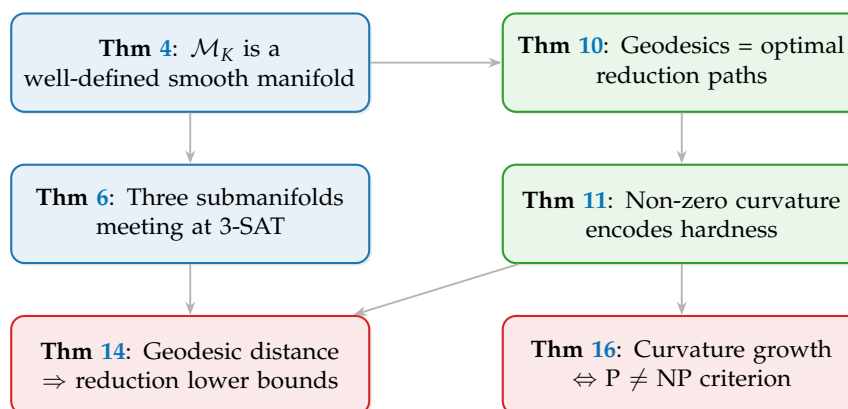 Thm 4: ℳ_K is a
well-defined smooth manifold
Thm 10: Geodesics = optimal
reduction paths
Thm 6: Three submanifolds
meeting at 3-SAT
Thm 11: Non-zero curvature
encodes hardness
Thm 14: Geodesic distance
⇒ reduction lower bounds
Thm 16: Curvature growth
⇔ P ≠ NP criterion